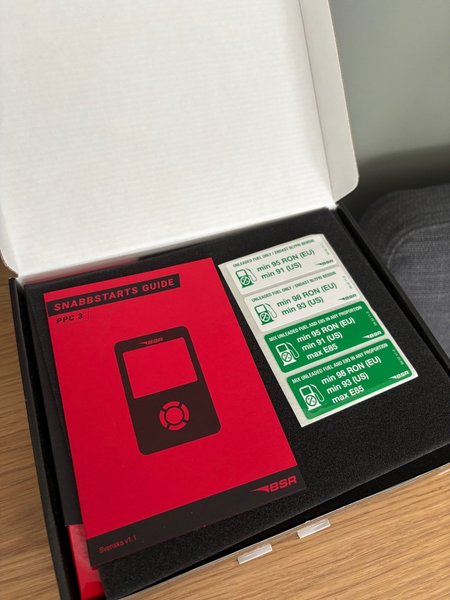 SNABBSTARTS GUIDE
PPC 3
BSR
BSR
Svenska v1.1
UNLEADED FUEL ONLY / ENDAST BLYFRI BENSIN
min 95 RON (EU)
min 91 (US)
BSR
UNLEADED FUEL ONLY / ENDAST BLYFRI BENSIN
min 98 RON (EU)
min 93 (US)
BSR
MIX UNLEADED FUEL AND E85 IN ANY PROPORTION
min 95 RON (EU)
min 91 (US)
max E85
BSR
MIX UNLEADED FUEL AND E85 IN ANY PROPORTION
min 98 RON (EU)
min 93 (US)
max E85
BSR